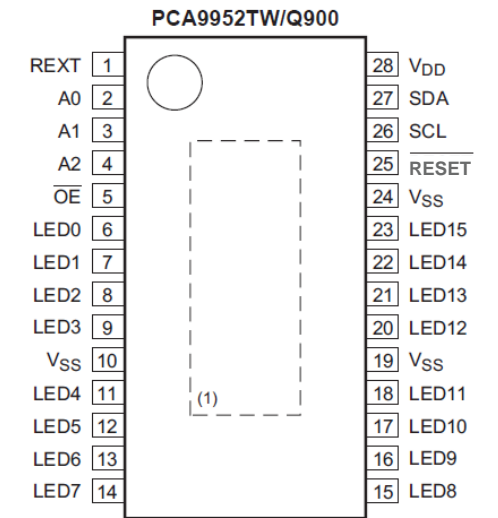 PCA9952TW/Q900
REXT 1 28 VDD
A0 2 27 SDA
A1 3 26 SCL
A2 4 25 RESET
OE 5 24 VSS
LED0 6 23 LED15
LED1 7 22 LED14
LED2 8 21 LED13
LED3 9 20 LED12
VSS 10 19 VSS
LED4 11 (1) 18 LED11
LED5 12 17 LED10
LED6 13 16 LED9
LED7 14 15 LED8